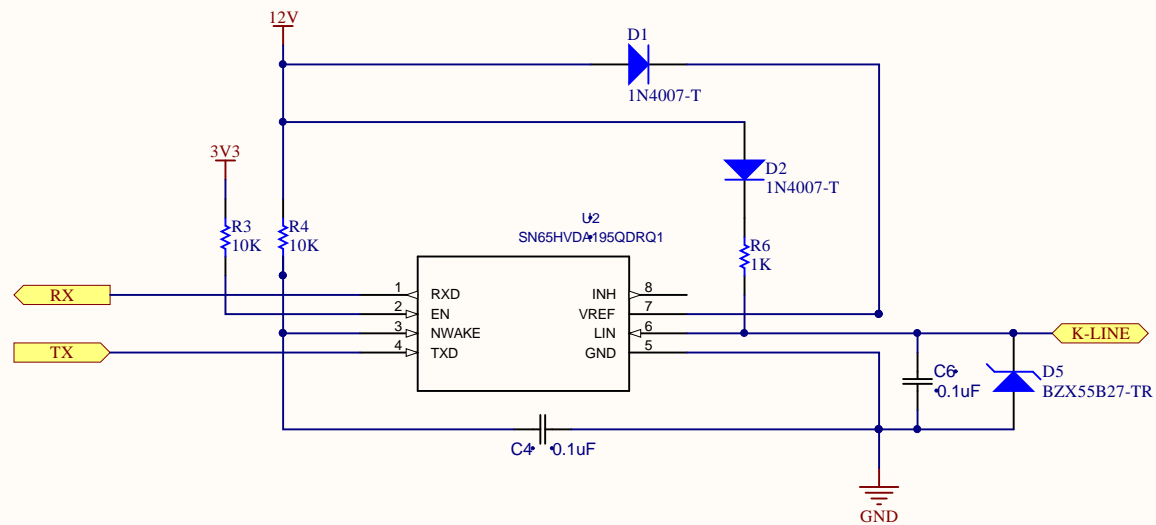 12V
D1
1N4007-T
3V3
D2
1N4007-T
U2
SN65HVDA195QDRQ1
R3
10K
R4
10K
R6
1K
RX
1
RXD
INH
8
2
EN
VREF
7
3
NWAKE
LIN
6
K-LINE
TX
4
TXD
GND
5
C6
0.1uF
D5
BZX55B27-TR
C4
0.1uF
GND